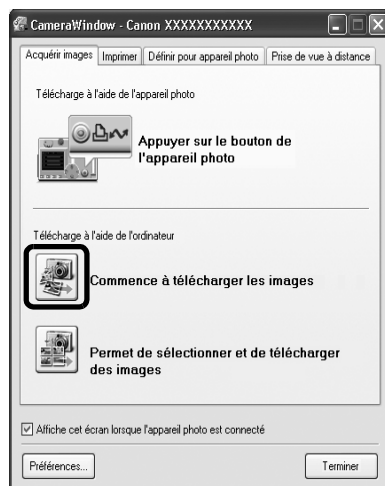 CameraWindow - Canon XXXXXXXXXXX
Acquérir images Imprimer Définir pour appareil photo Prise de vue à distance
Télécharge à l'aide de l'appareil photo
Appuyer sur le bouton de
l'appareil photo
Télécharge à l'aide de l'ordinateur
Commence à télécharger les images
Permet de sélectionner et de télécharger
des images
Affiche cet écran lorsque l'appareil photo est connecté
Préférences... Terminer